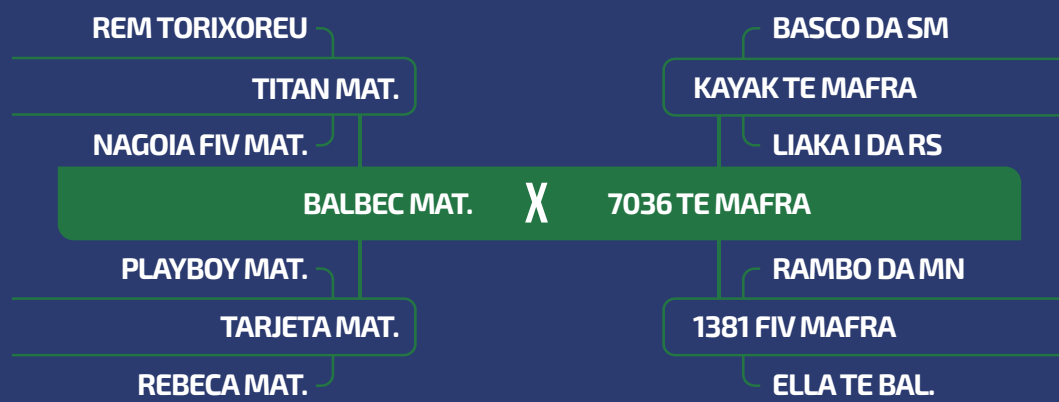 REM TORIXOREU
BASCO DA SM
TITAN MAT.
KAYAK TE MAFRA
NAGOIA FIV MAT.
LIAKA I DA RS
BALBEC MAT. X 7036 TE MAFRA
PLAYBOY MAT.
RAMBO DA MN
TARJETA MAT.
1381 FIV MAFRA
REBECA MAT.
ELLA TE BAL.